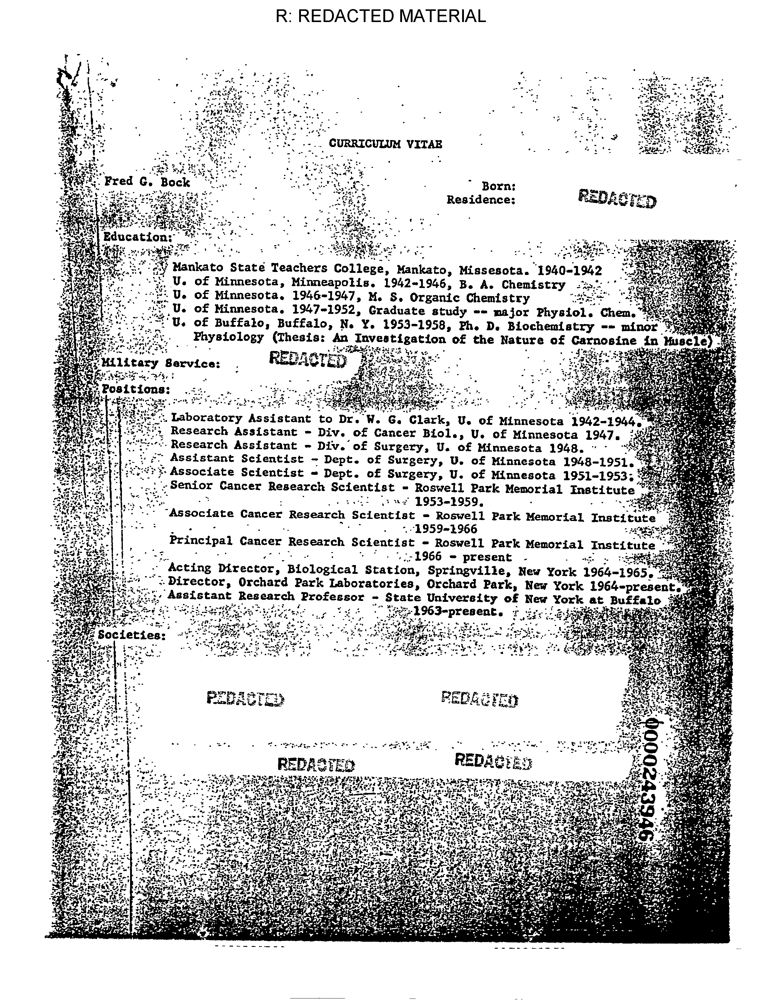 R: REDACTED MATERIAL
CURRICULUM VITAE
Fred G. Bock
Born:
Residence:
REDACTED
Education:
Mankato State Teachers College, Mankato, Missesota. 1940-1942
U. of Minnesota, Minneapolis. 1942-1946, B. A. Chemistry
U. of Minnesota. 1946-1947, M. S. Organic Chemistry
U. of Minnesota. 1947-1952, Graduate study -- major Physiol. Chem.
U. of Buffalo, Buffalo, N. Y. 1953-1958, Ph. D. Biochemistry -- minor
Physiology (Thesis: An Investigation of the Nature of Carnosine in Muscle)
Military Service: REDACTED
Positions:
Laboratory Assistant to Dr. W. G. Clark, U. of Minnesota 1942-1944.
Research Assistant - Div. of Cancer Biol., U. of Minnesota 1947.
Research Assistant - Div. of Surgery, U. of Minnesota 1948.
Assistant Scientist - Dept. of Surgery, U. of Minnesota 1948-1951.
Associate Scientist - Dept. of Surgery, U. of Minnesota 1951-1953.
Senior Cancer Research Scientist - Roswell Park Memorial Institute
1953-1959.
Associate Cancer Research Scientist - Roswell Park Memorial Institute
1959-1966
Principal Cancer Research Scientist - Roswell Park Memorial Institute
1966 - present
Acting Director, Biological Station, Springville, New York 1964-1965.
Director, Orchard Park Laboratories, Orchard Park, New York 1964-present.
Assistant Research Professor - State University of New York at Buffalo
1963-present.
Societies:
REDACTED REDACTED
REDACTED REDACTED
0000243946